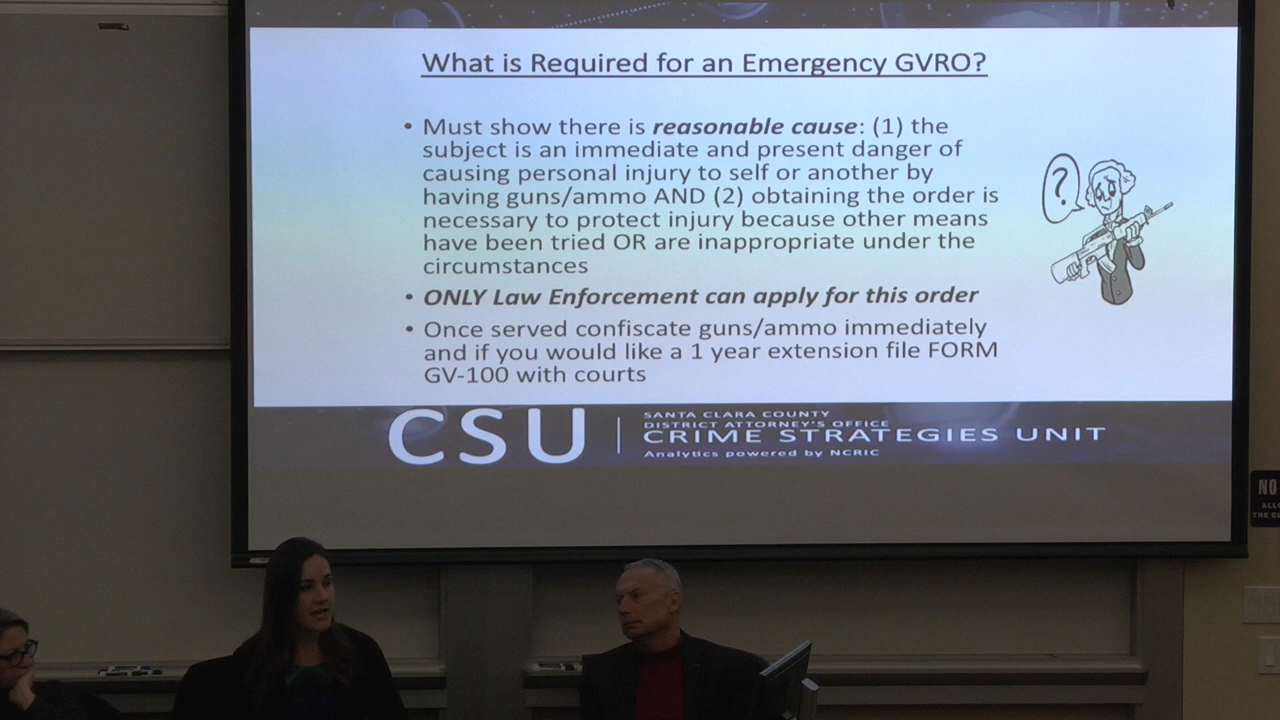 What is Required for an Emergency GVRO?
• Must show there is reasonable cause: (1) the
subject is an immediate and present danger of
causing personal injury to self or another by
having guns/ammo AND (2) obtaining the order is
necessary to protect injury because other means
have been tried OR are inappropriate under the
circumstances
• ONLY Law Enforcement can apply for this order
• Once served confiscate guns/ammo immediately
and if you would like a 1 year extension file FORM
GV-100 with courts
?
CSU
SANTA CLARA COUNTY
DISTRICT ATTORNEY'S OFFICE
CRIME STRATEGIES UNIT
Analytics powered by NCRIC
NO